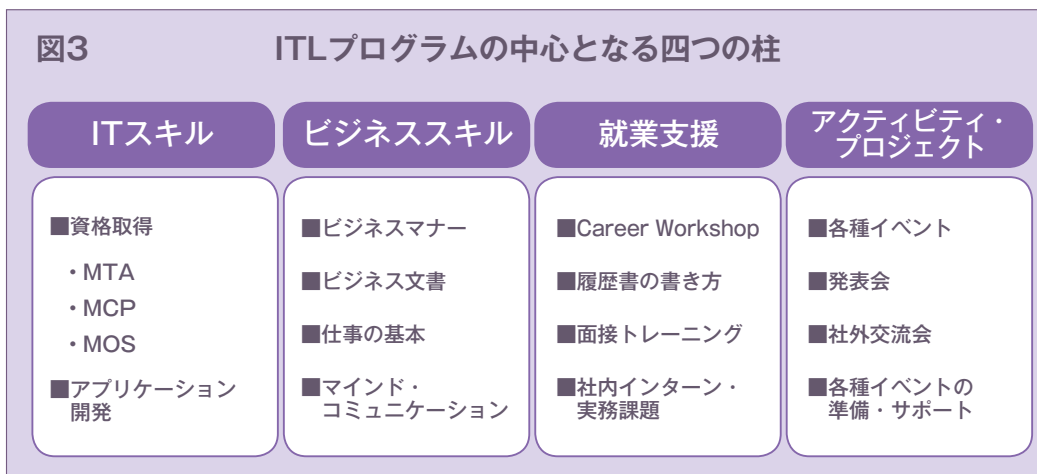 図3 ITLプログラムの中心となる四つの柱
ITスキル
■資格取得
・MTA
・MCP
・MOS
■アプリケーション
開発
ビジネススキル
■ビジネスマナー
■ビジネス文書
■仕事の基本
■マインド・
コミュニケーション
就業支援
■Career Workshop
■履歴書の書き方
■面接トレーニング
■社内インターン・
実務課題
アクティビティ・
プロジェクト
■各種イベント
■発表会
■社外交流会
■各種イベントの
準備・サポート